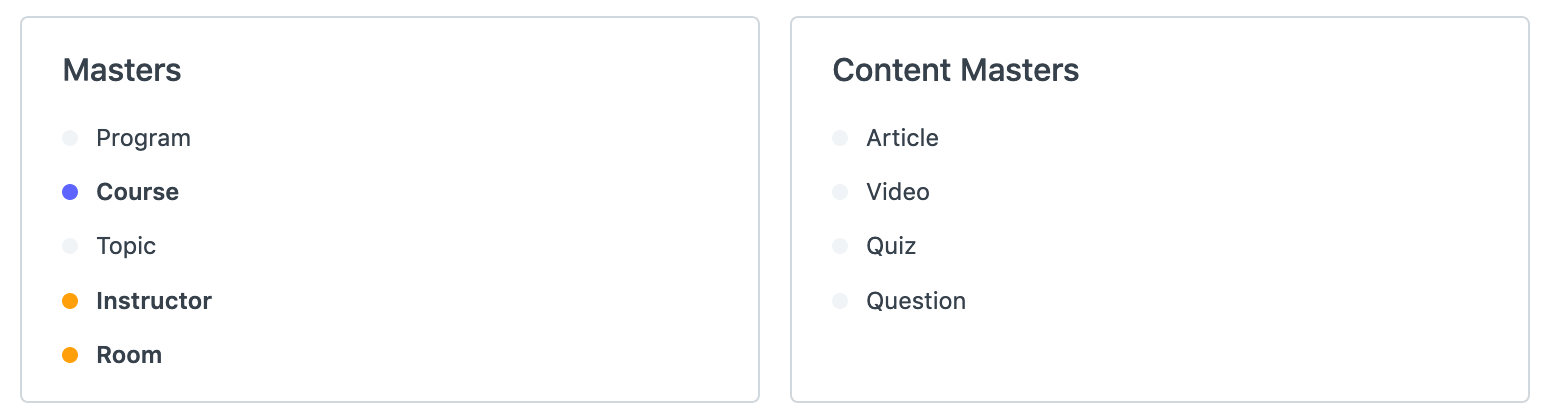 Masters
Program
Course
Topic
Instructor
Room
Content Masters
Article
Video
Quiz
Question